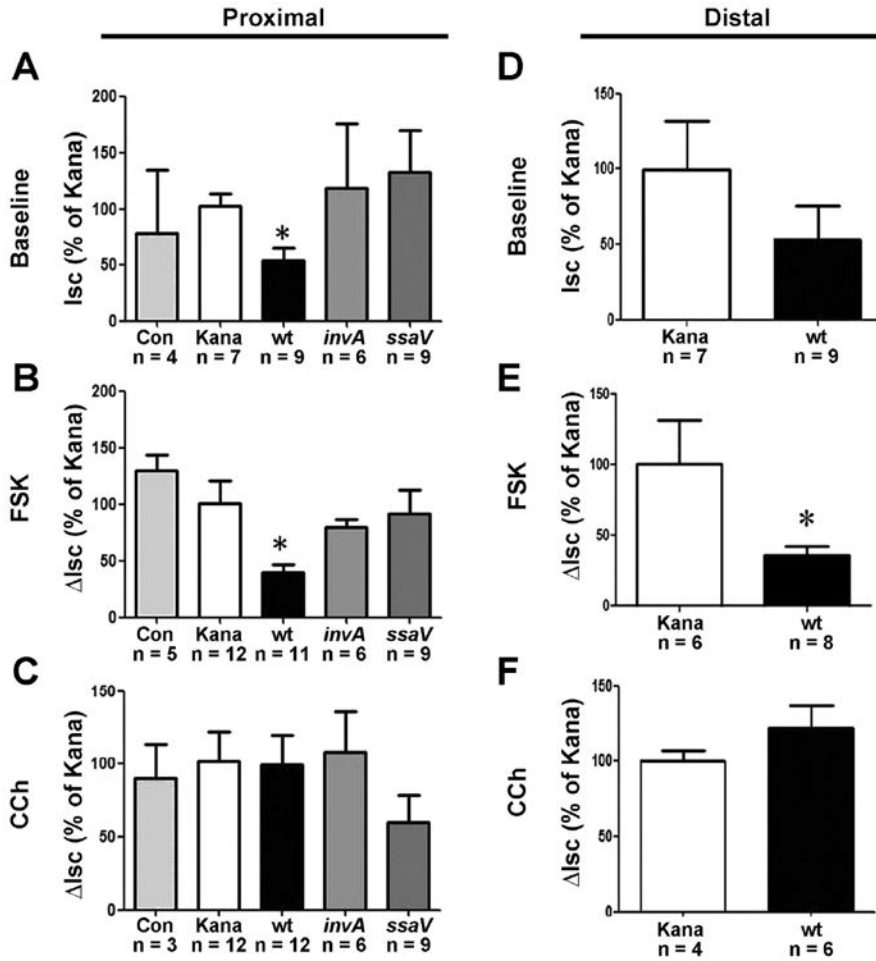 Proximal
Distal
A
Baseline
Isc (% of Kana)
200
150
100
50
0
Con Kana wt invA ssaV
n = 4 n = 7 n = 9 n = 6 n = 9
*
D
Baseline
Isc (% of Kana)
150
100
50
0
Kana wt
n = 7 n = 9
B
FSK
ΔIsc (% of Kana)
200
150
100
50
0
*
Con Kana wt invA ssaV
n = 5 n = 12 n = 11 n = 6 n = 9
E
FSK
ΔIsc (% of Kana)
150
100
50
0
*
Kana wt
n = 6 n = 8
C
CCh
ΔIsc (% of Kana)
150
100
50
0
Con Kana wt invA ssaV
n = 3 n = 12 n = 12 n = 6 n = 9
F
CCh
ΔIsc (% of Kana)
150
100
50
0
Kana wt
n = 4 n = 6